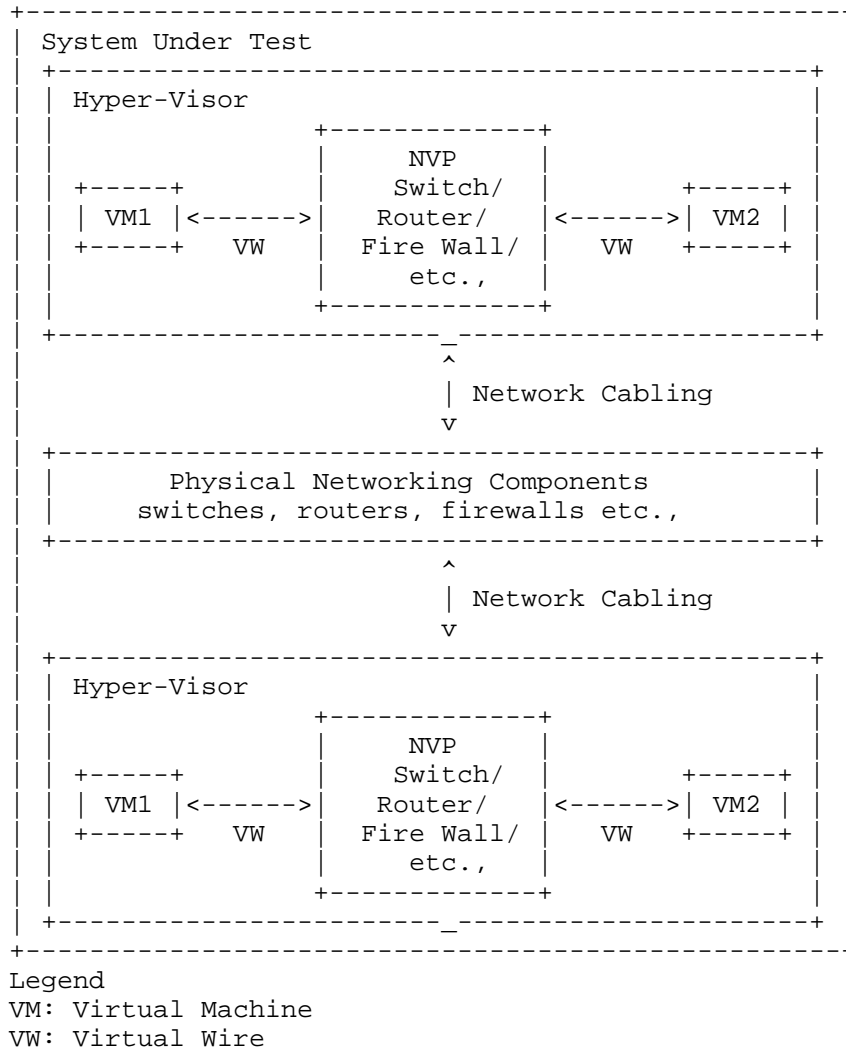 System Under Test
Hyper-Visor
NVP
Switch/
VM1 <------> Router/ <------> VM2
VW Fire Wall/ VW
etc.,
^
| Network Cabling
v
Physical Networking Components
switches, routers, firewalls etc.,
^
| Network Cabling
v
Hyper-Visor
NVP
Switch/
VM1 <------> Router/ <------> VM2
VW Fire Wall/ VW
etc.,
Legend
VM: Virtual Machine
VW: Virtual Wire